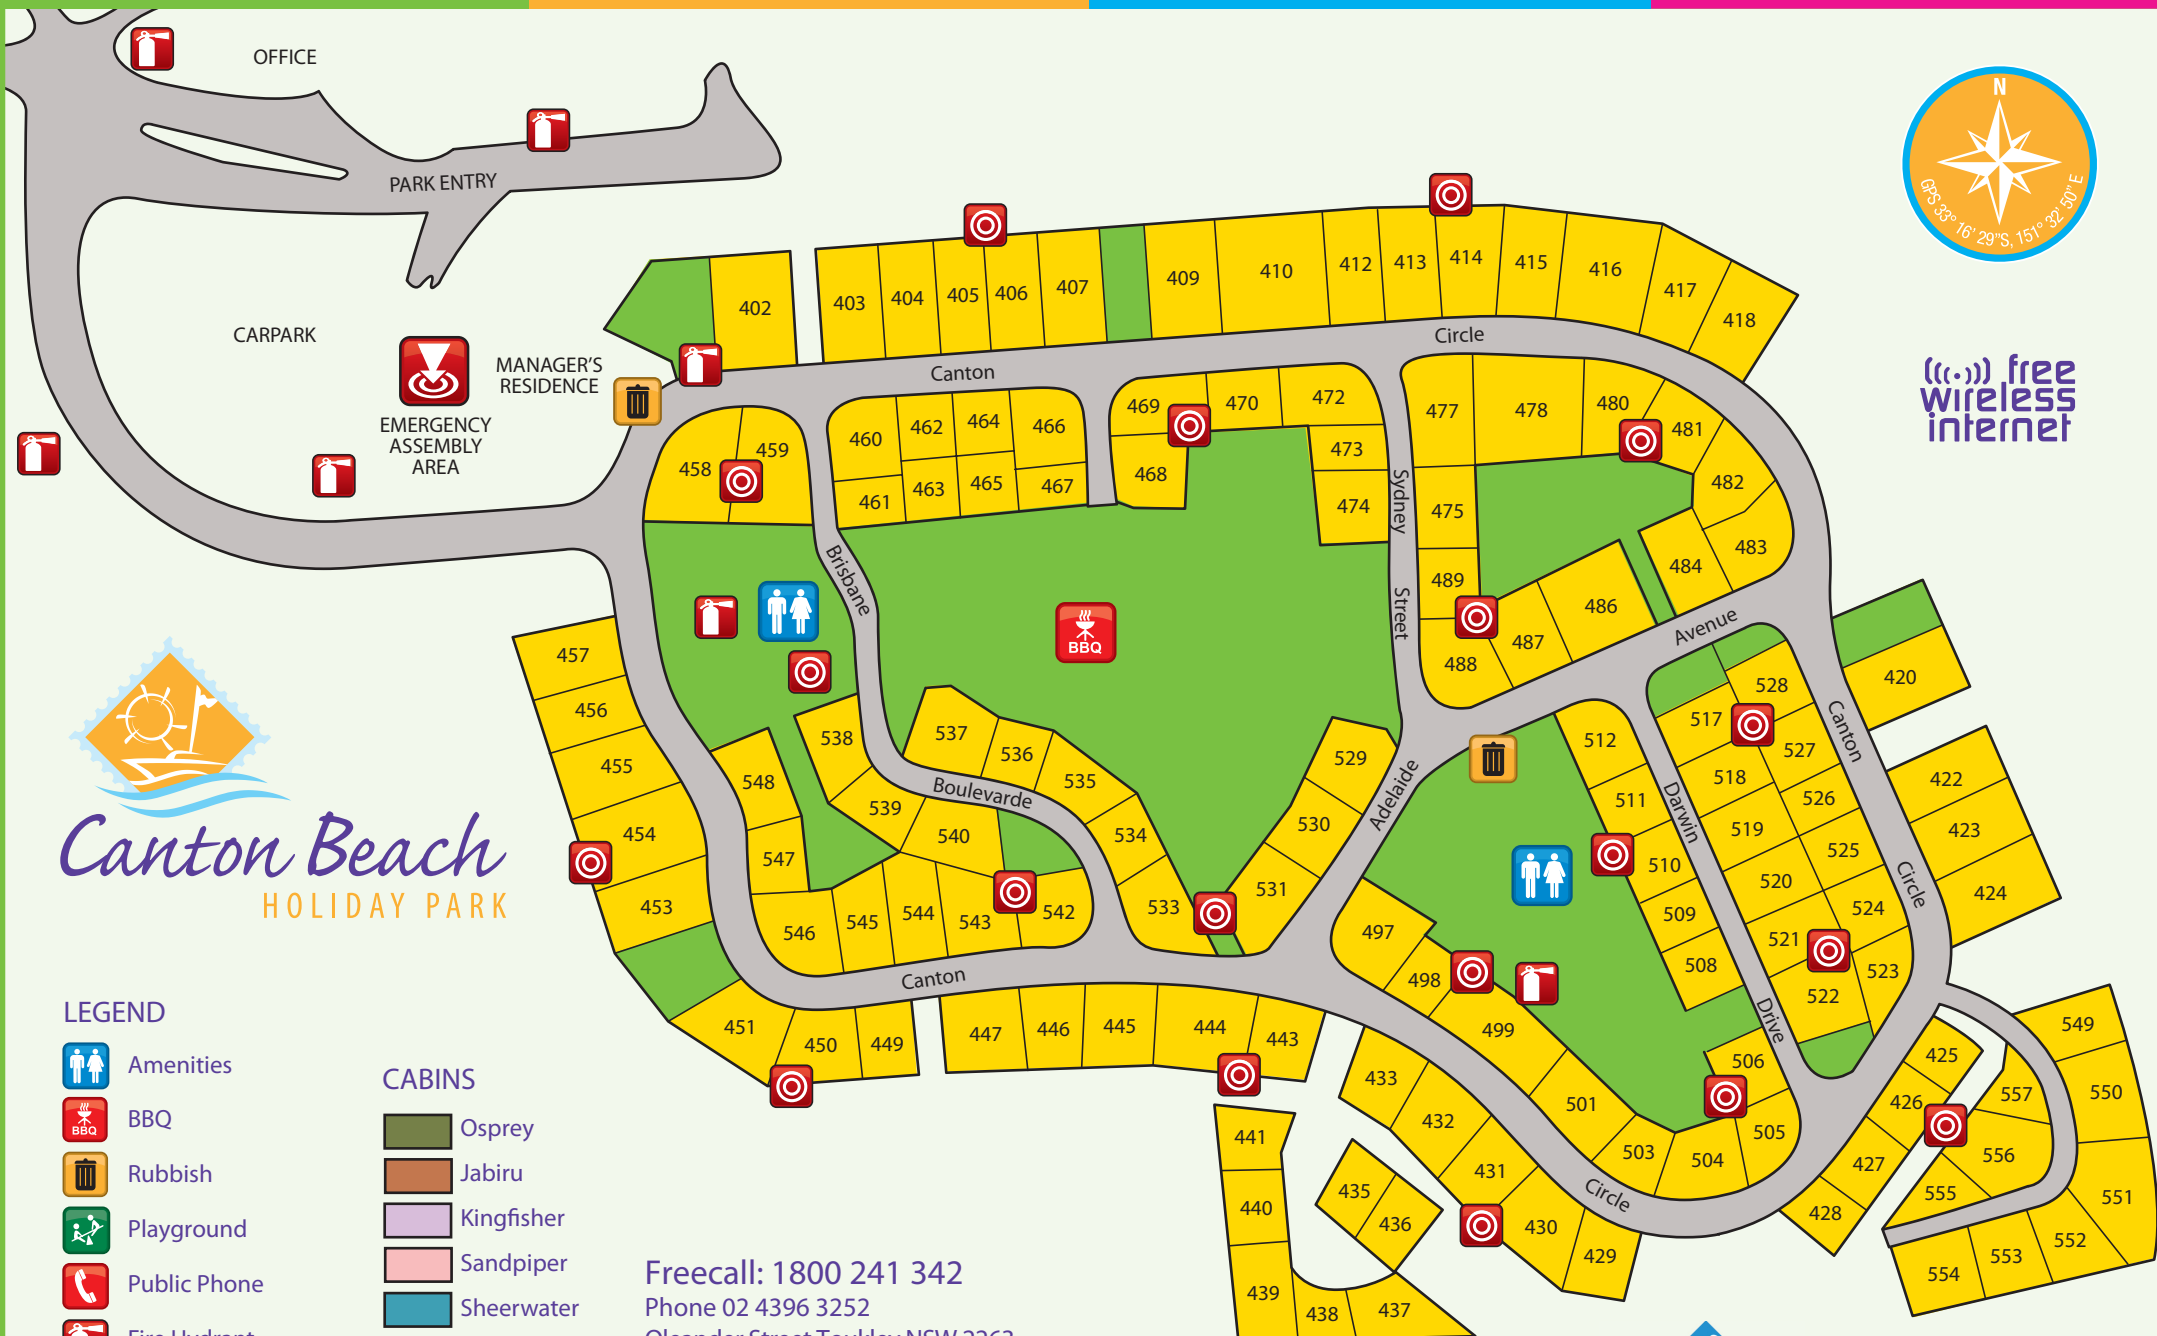 OFFICE
PARK ENTRY
CARPARK
MANAGER'S
RESIDENCE
EMERGENCY
ASSEMBLY
AREA
N
GPS 33° 16' 29"S, 151° 32' 50" E
free
wireless
internet
402
403
404
405
406
407
409
410
412
413
414
415
416
417
418
Canton
Circle
458
459
460
462
464
466
461
463
465
467
469
470
472
468
473
474
477
478
480
481
482
483
484
475
489
488
487
486
Sydney
Street
Brisbane
BBQ
Avenue
420
422
423
424
Canton
Circle
457
456
455
454
453
451
450
449
548
547
546
545
544
543
542
538
539
540
537
536
535
534
533
Boulevarde
529
530
531
Adelaide
512
511
510
509
508
506
505
504
503
501
499
498
497
Darwin
Drive
528
517
527
518
526
519
525
520
524
521
523
522
Canton
447
446
445
444
443
433
432
431
430
429
Circle
425
426
427
428
549
550
551
552
553
554
555
556
557
441
440
439
438
437
435
436
Canton Beach
HOLIDAY PARK
LEGEND
Amenities
BBQ
BBQ
Rubbish
Playground
Public Phone
Fire Hydrant
CABINS
Osprey
Jabiru
Kingfisher
Sandpiper
Sheerwater
Freecall: 1800 241 342
Phone 02 4396 3252
Oleander Street Toukley NSW 2263